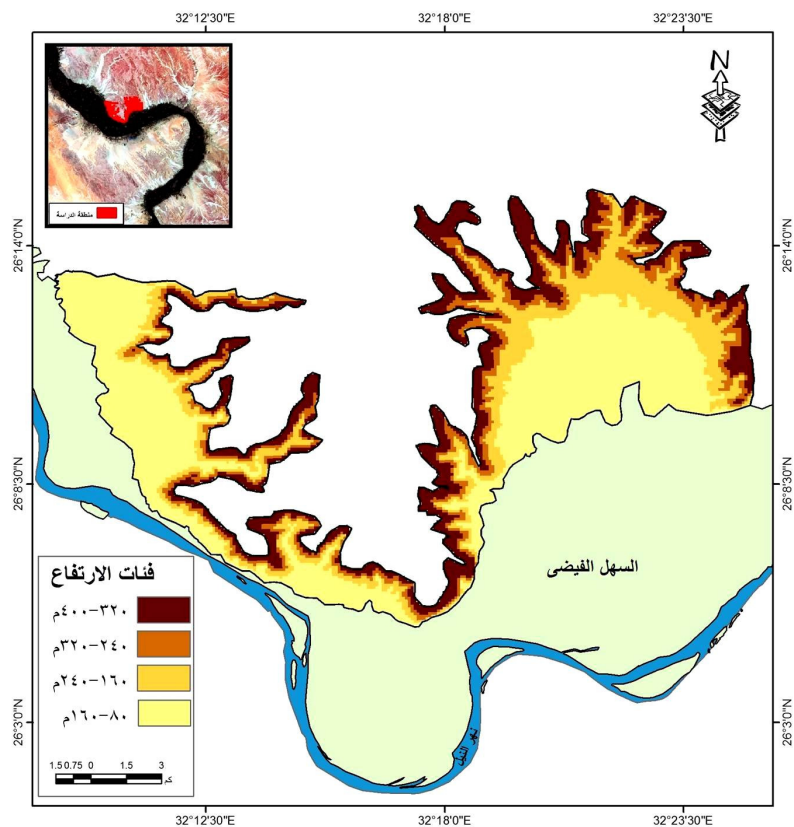 32°12'30"E 32°18'0"E 32°23'30"E
N
منطقة الدراسة
26°14'0"N 26°14'0"N
26°8'30"N 26°8'30"N
السهل الفيضى
فئات الارتفاع
٣٢٠-٤٠٠م
٢٤٠-٣٢٠م
١٦٠-٢٤٠م
٨٠-١٦٠م
26°3'0"N 26°3'0"N
نهر النيل
1.5 0.75 0 1.5 3
كم
32°12'30"E 32°18'0"E 32°23'30"E